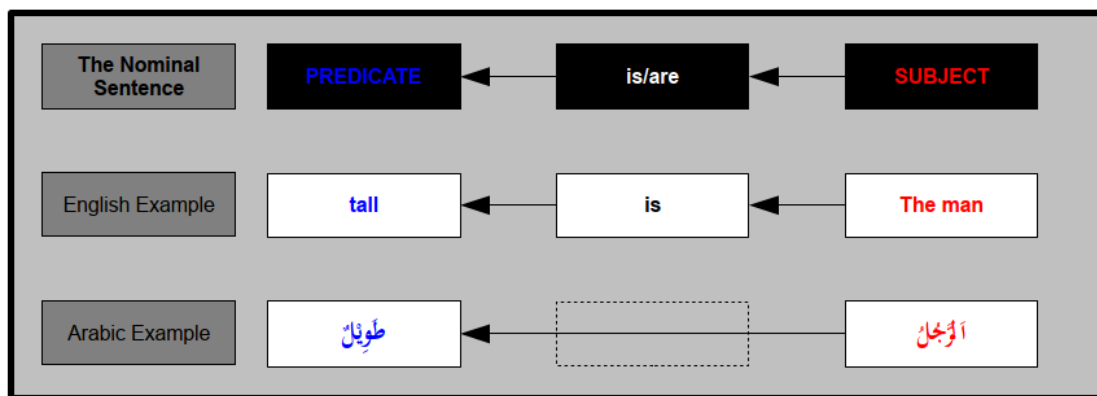 The Nominal
Sentence
PREDICATE
is/are
SUBJECT
English Example
tall
is
The man
Arabic Example
طَوِيْلٌ
اَلرَّجُلُ